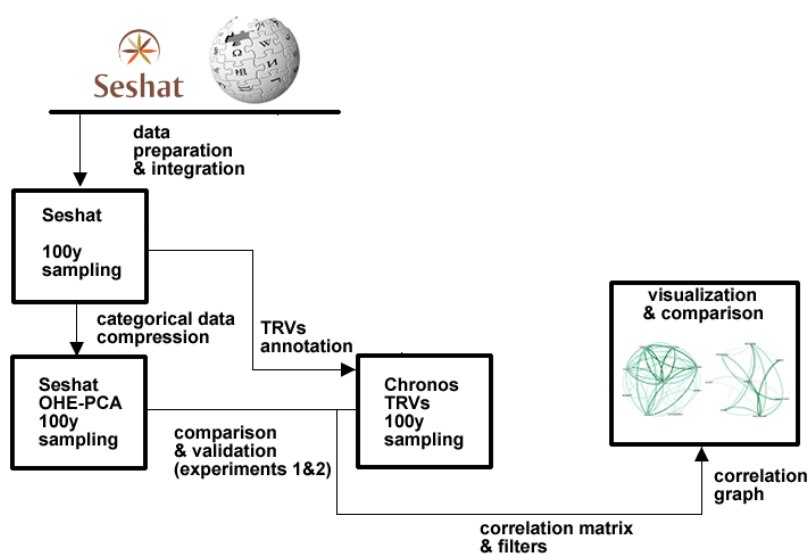 Seshat
data
preparation
& integration
Seshat
100y
sampling
categorical data
compression
TRVs
annotation
visualization
& comparison
Seshat
OHE-PCA
100y
sampling
Chronos
TRVs
100y
sampling
comparison
& validation
(experiments 1&2)
correlation
graph
correlation matrix
& filters